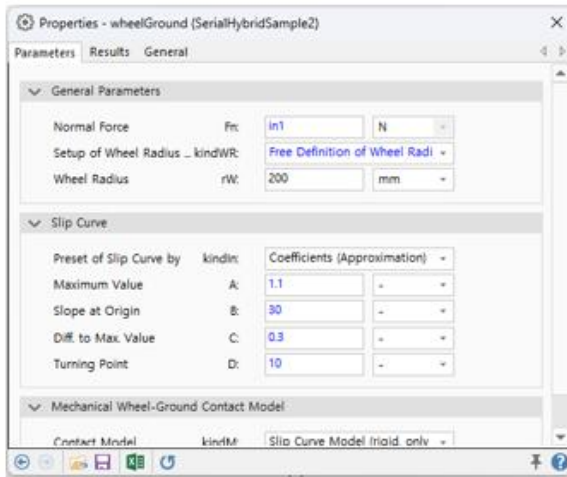 Properties - wheelGround (SerialHybridSample2)
Parameters Results General
General Parameters
Normal Force Fn: in1 N
Setup of Wheel Radius ... kindWR: Free Definition of Wheel Radi
Wheel Radius rW: 200 mm
Slip Curve
Preset of Slip Curve by kindIn: Coefficients (Approximation)
Maximum Value A: 1.1 -
Slope at Origin B: 30 -
Diff. to Max. Value C: 0.3 -
Turning Point D: 10 -
Mechanical Wheel-Ground Contact Model
Contact Model kindM: Slip Curve Model (rigid, only